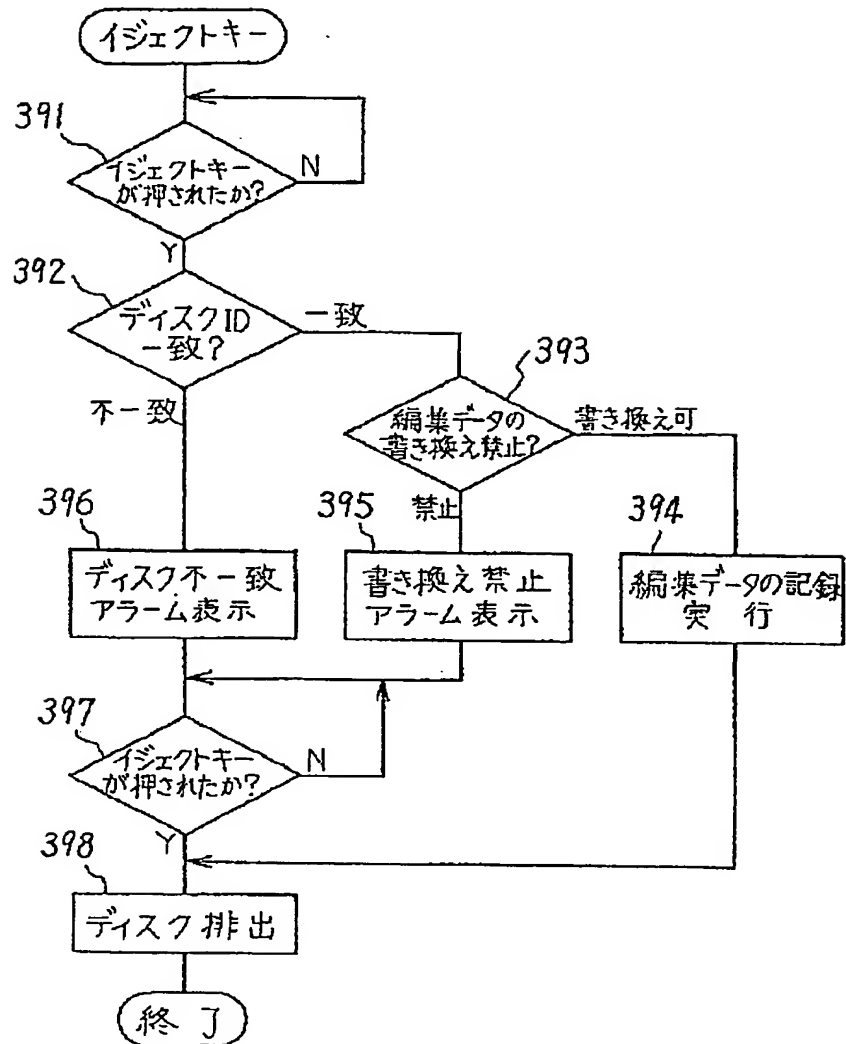 イジェクトキー
391
イジェクトキー
が押されたか?
N
Y
392
ディスクID
一致?
一致
不一致
393
編集データの
書き換え禁止?
書き換え可
禁止
396
ディスク不一致
アラーム表示
395
書き換え禁止
アラーム表示
394
編集データの記録
実行
397
イジェクトキー
が押されたか?
N
Y
398
ディスク排出
終了